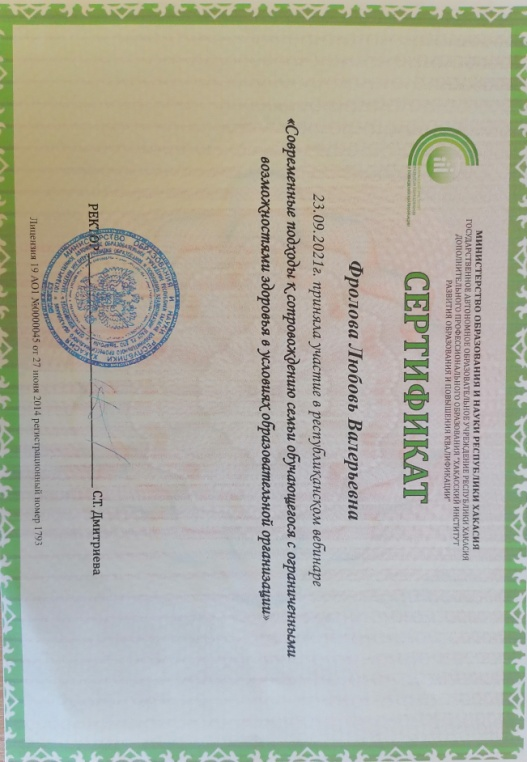 МИНИСТЕРСТВО ОБРАЗОВАНИЯ И НАУКИ РЕСПУБЛИКИ ХАКАСИЯ
ГОСУДАРСТВЕННОЕ АВТОНОМНОЕ ОБРАЗОВАТЕЛЬНОЕ УЧРЕЖДЕНИЕ РЕСПУБЛИКИ ХАКАСИЯ
ДОПОЛНИТЕЛЬНОГО ПРОФЕССИОНАЛЬНОГО ОБРАЗОВАНИЯ "ХАКАССКИЙ ИНСТИТУТ
РАЗВИТИЯ ОБРАЗОВАНИЯ И ПОВЫШЕНИЯ КВАЛИФИКАЦИИ"
СЕРТИФИКАТ
Фролова Любовь Валерьевна
23.09.2021г. приняла участие в республиканском вебинаре
«Современные подходы к сопровождению семьи обучающегося с ограниченными
возможностями здоровья в условиях образовательной организации»
РЕКТОР С.Т. Дмитриева
Лицензия 19 Л01 №0000045 от 27 июня 2014 регистрационный номер 1793